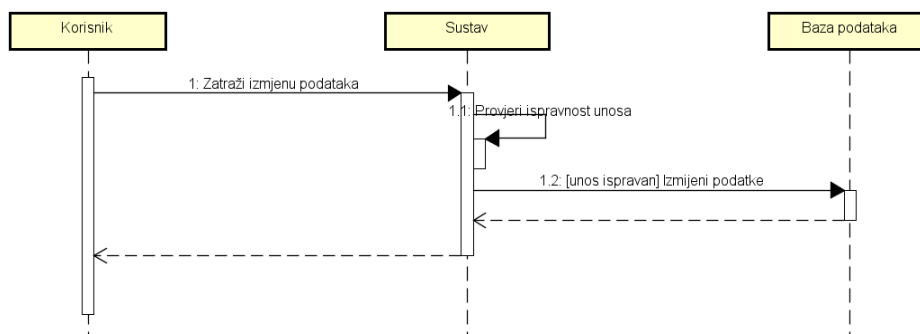 Korisnik
Sustav
Baza podataka
1: Zatraži izmjenu podataka
1.1: Provjeri ispravnost unosa
1.2: [unos ispravan] Izmijeni podatke